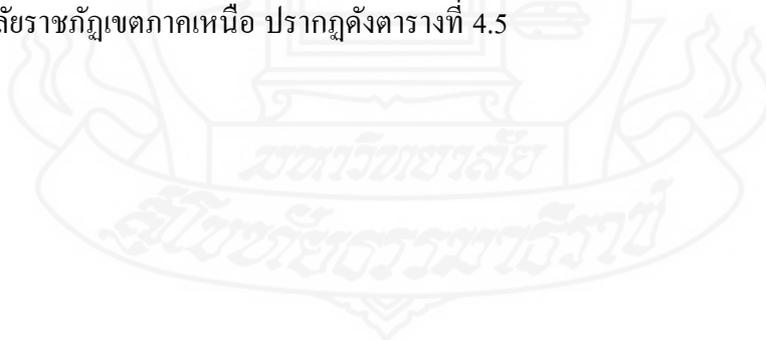 ลัยราชภัฏเขตภาคเหนือ ปรากฏดังตารางที่ 4.5
มหาวิทยาลัย
สุโขทัยธรรมาธิราช